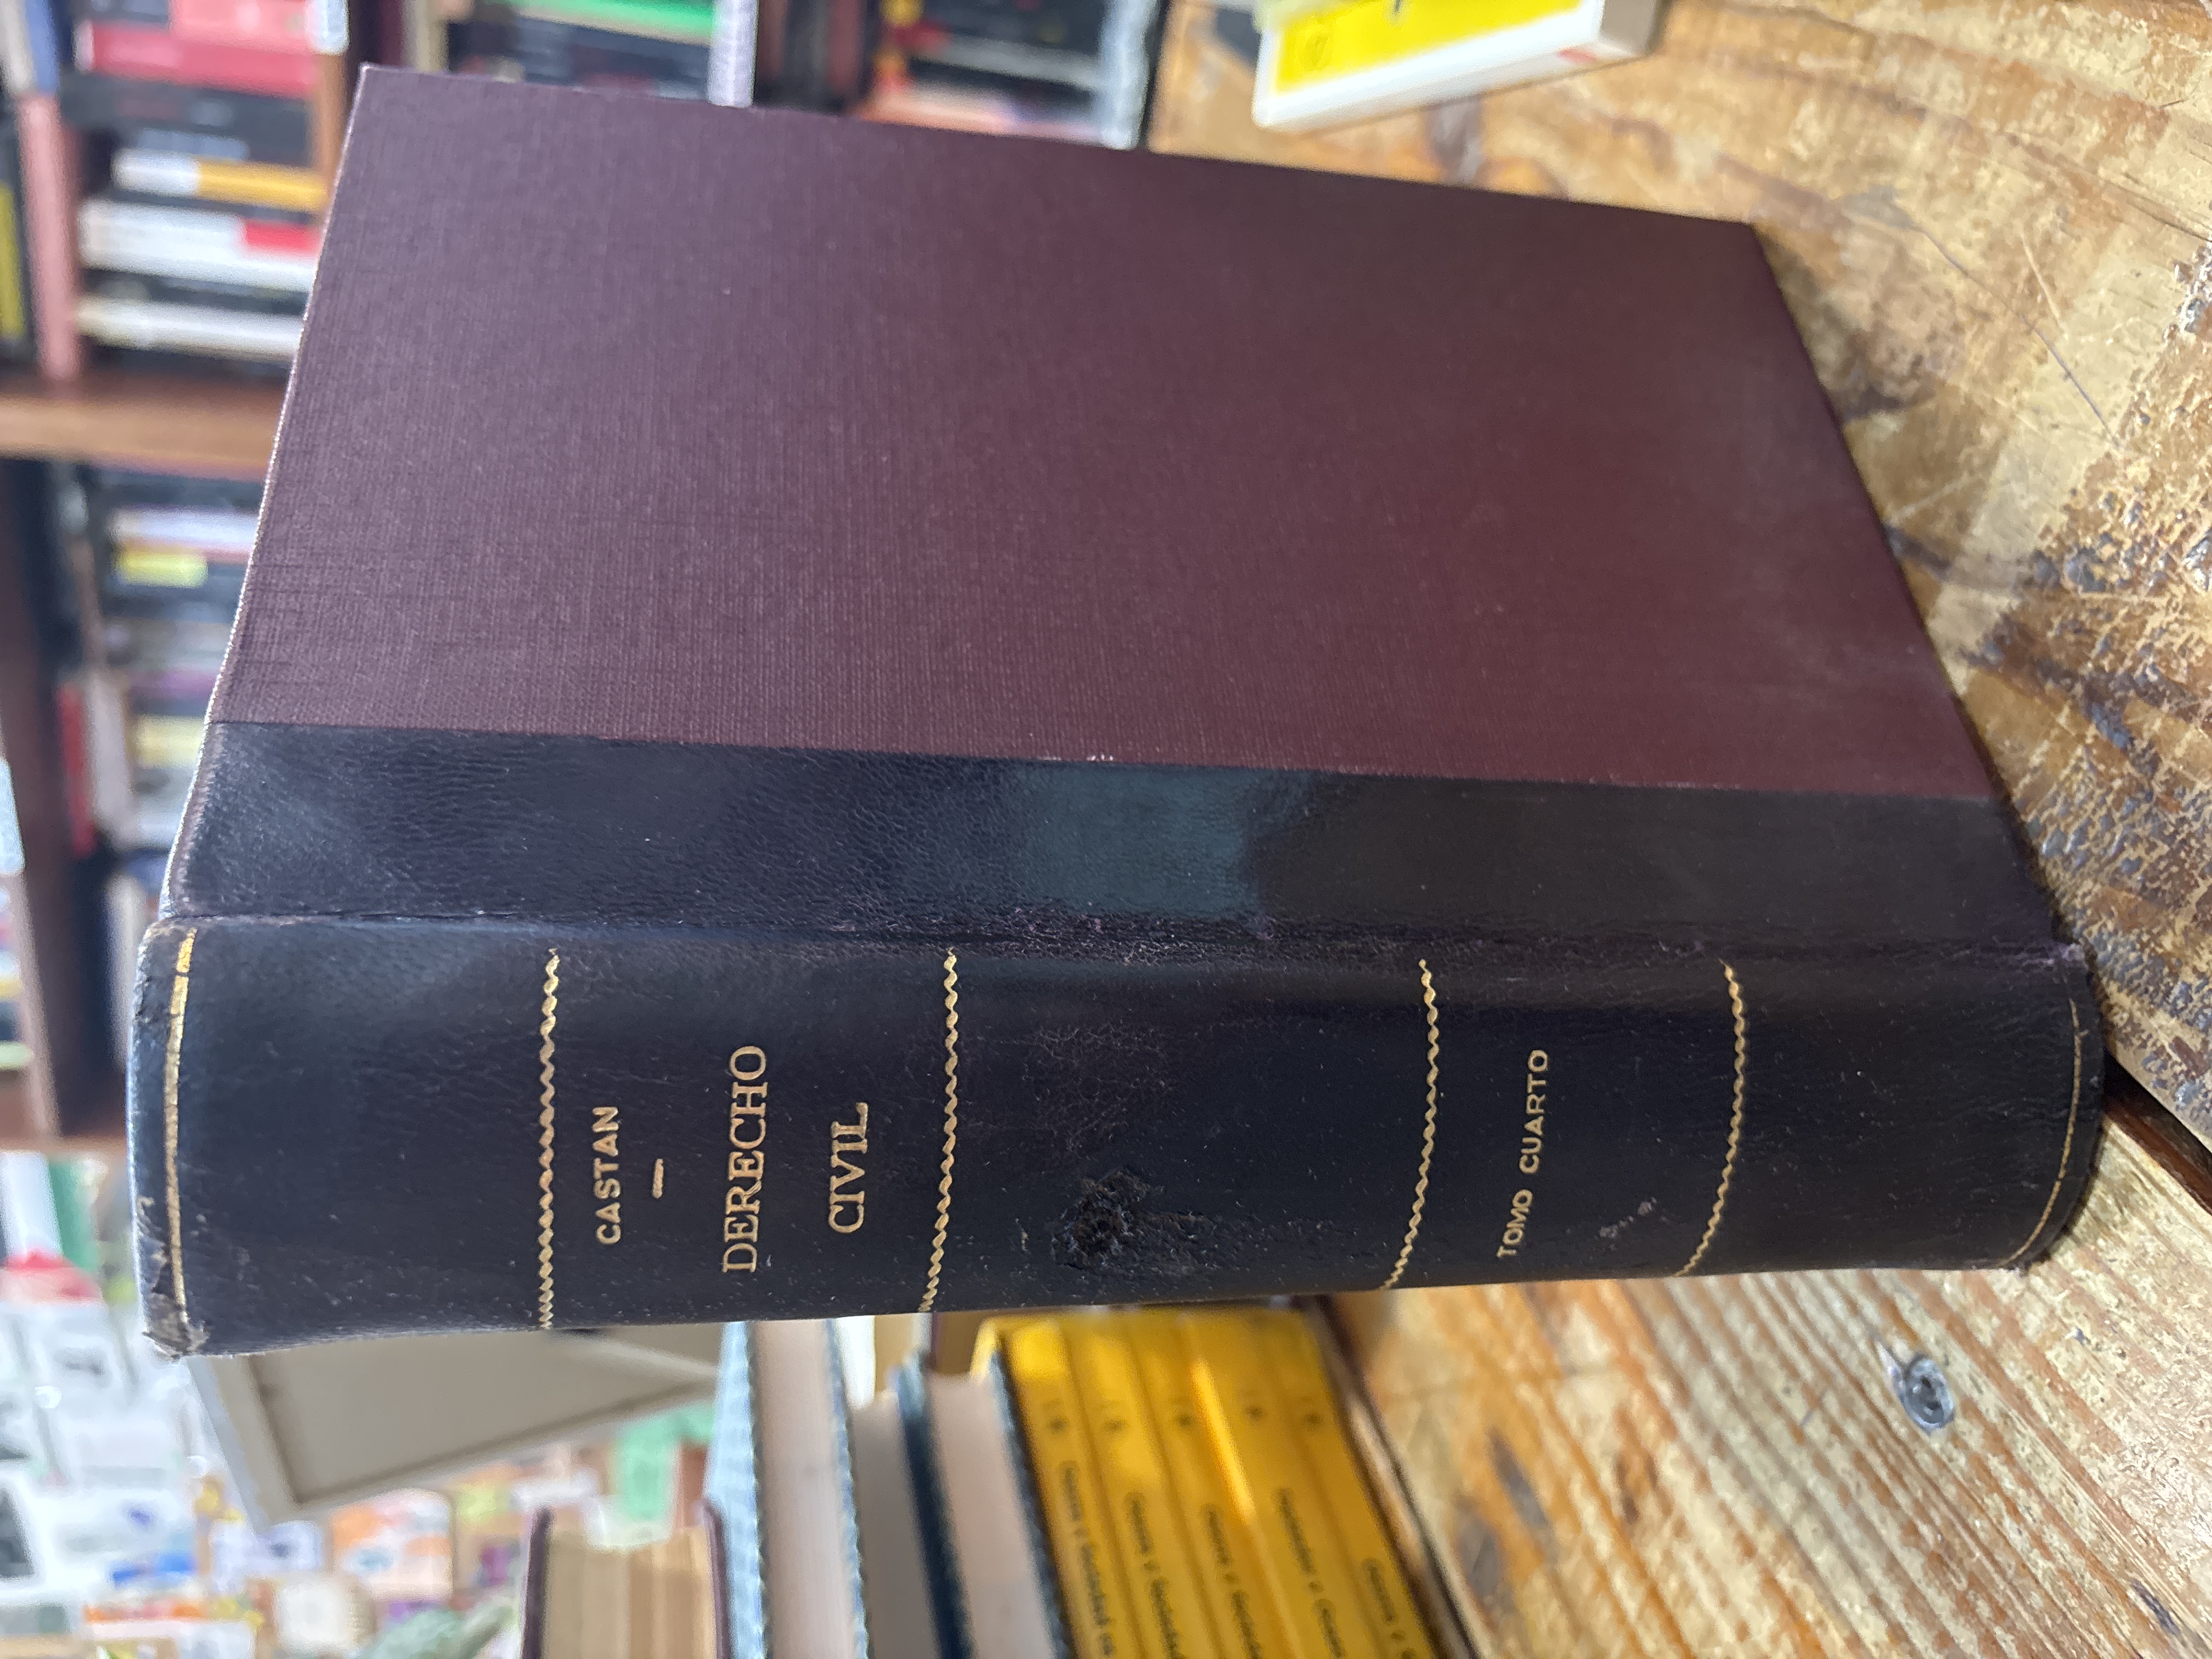 CASTAN
—
DERECHO
CIVIL
TOMO CUARTO